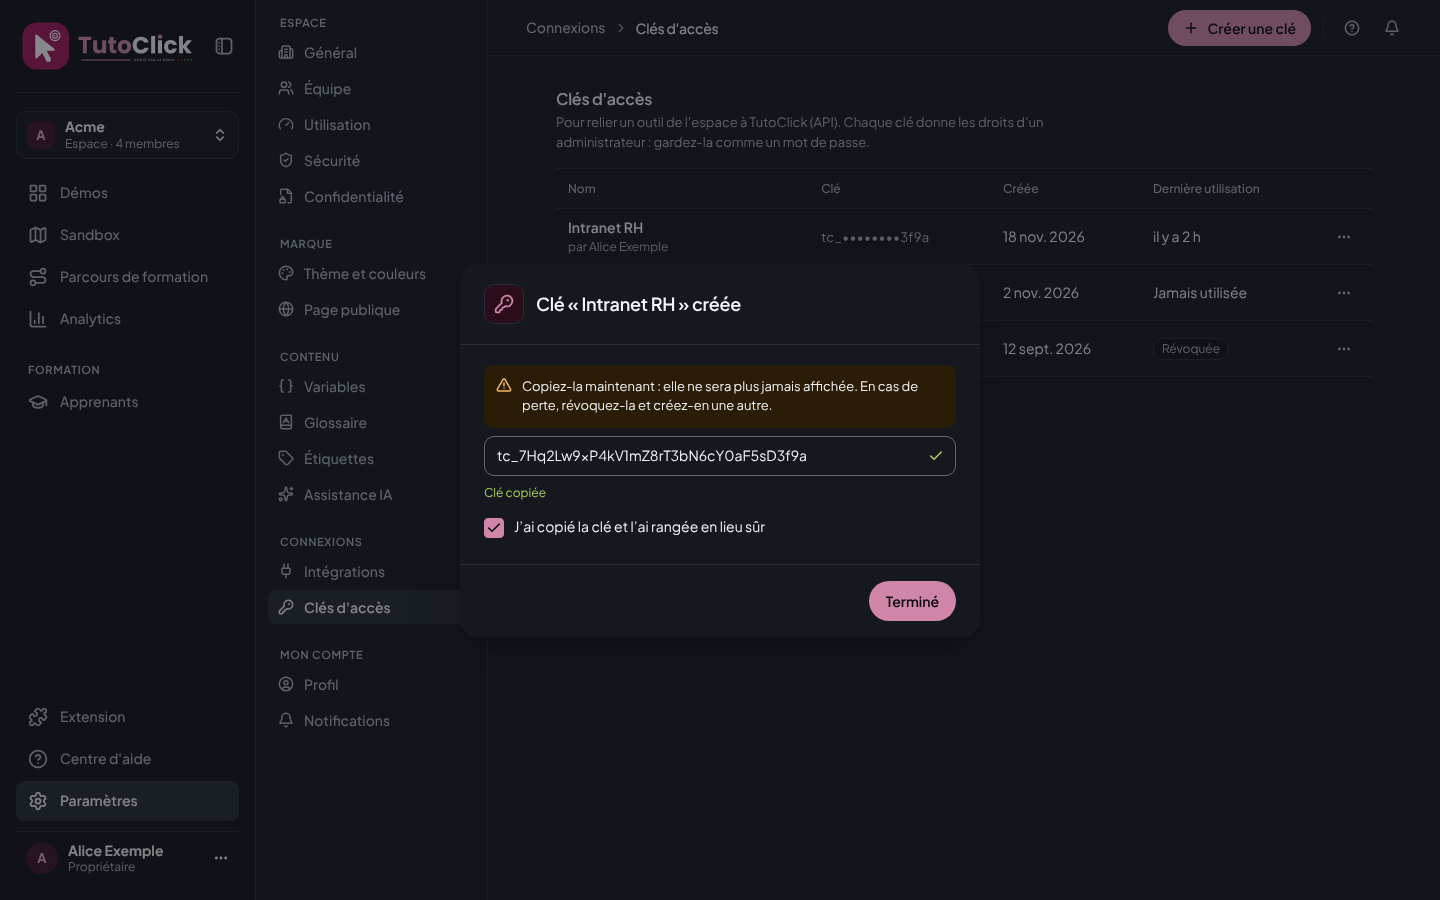 TutoClick
Acme
A
Espace · 4 membres
Démos
Sandbox
Parcours de formation
Analytics
FORMATION
Apprenants
Extension
Centre d'aide
Paramètres
A
Alice Exemple
Propriétaire
ESPACE
Général
Équipe
Utilisation
Sécurité
Confidentialité
MARQUE
Thème et couleurs
Page publique
CONTENU
Variables
Glossaire
Étiquettes
Assistance IA
CONNEXIONS
Intégrations
Clés d'accès
MON COMPTE
Profil
Notifications
Connexions > Clés d'accès
+ Créer une clé
Clés d'accès
Pour relier un outil de l'espace à TutoClick (API). Chaque clé donne les droits d'un
administrateur : gardez-la comme un mot de passe.
Nom Clé Créée Dernière utilisation
Intranet RH
par Alice Exemple
tc_••••••••3f9a 18 nov. 2026 il y a 2 h
2 nov. 2026 Jamais utilisée
12 sept. 2026 Révoquée
Clé « Intranet RH » créée
Copiez-la maintenant : elle ne sera plus jamais affichée. En cas de
perte, révoquez-la et créez-en une autre.
tc_7Hq2Lw9xP4kV1mZ8rT3bN6cY0aF5sD3f9a
Clé copiée
J'ai copié la clé et l'ai rangée en lieu sûr
Terminé